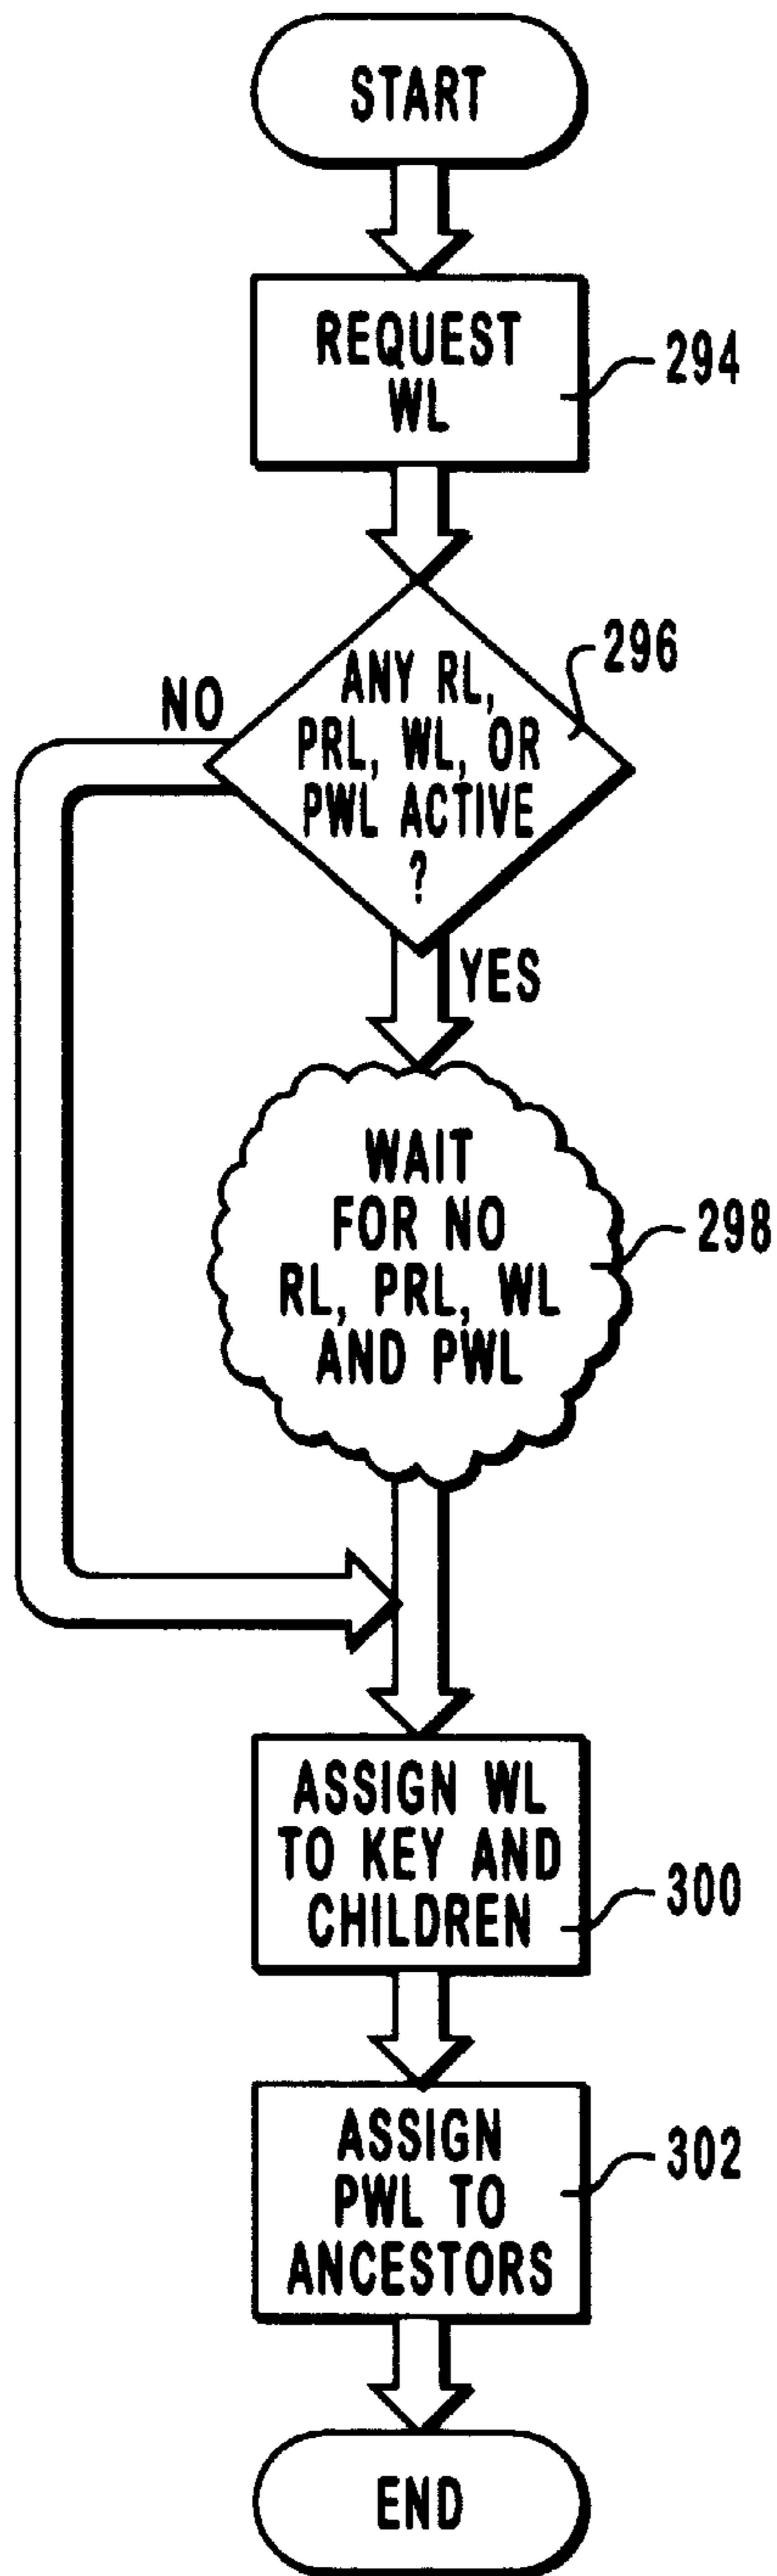 START
REQUEST
WL
294
ANY RL,
PRL, WL, OR
PWL ACTIVE
?
296
NO
YES
WAIT
FOR NO
RL, PRL, WL
AND PWL
298
ASSIGN WL
TO KEY AND
CHILDREN
300
ASSIGN
PWL TO
ANCESTORS
302
END